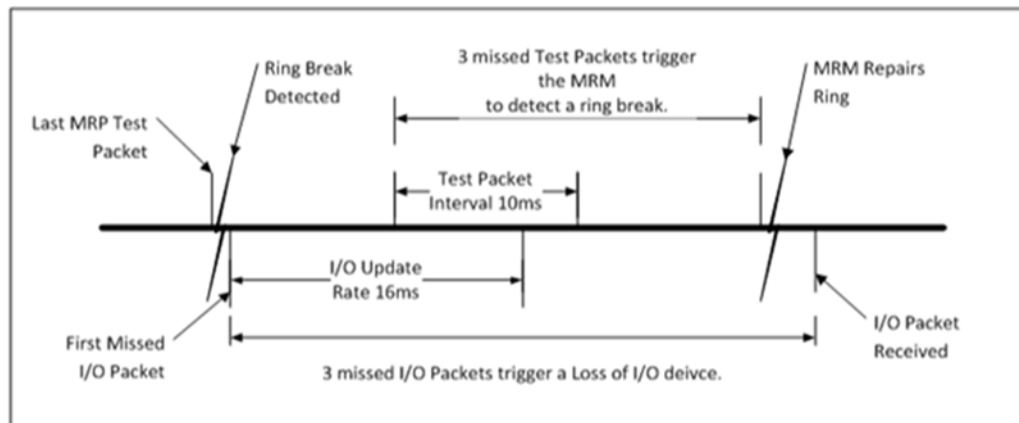 3 missed Test Packets trigger
the MRM
to detect a ring break.
Ring Break
Detected
MRM Repairs
Ring
Last MRP Test
Packet
Test Packet
Interval 10ms
I/O Update
Rate 16ms
First Missed
I/O Packet
I/O Packet
Received
3 missed I/O Packets trigger a Loss of I/O deivce.